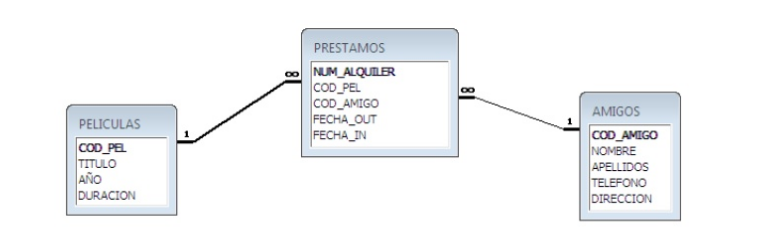 PELICULAS
COD_PEL
TITULO
AÑO
DURACION
1
∞
PRESTAMOS
NUM_ALQUILER
COD_PEL
COD_AMIGO
FECHA_OUT
FECHA_IN
∞
1
AMIGOS
COD_AMIGO
NOMBRE
APELLIDOS
TELEFONO
DIRECCION